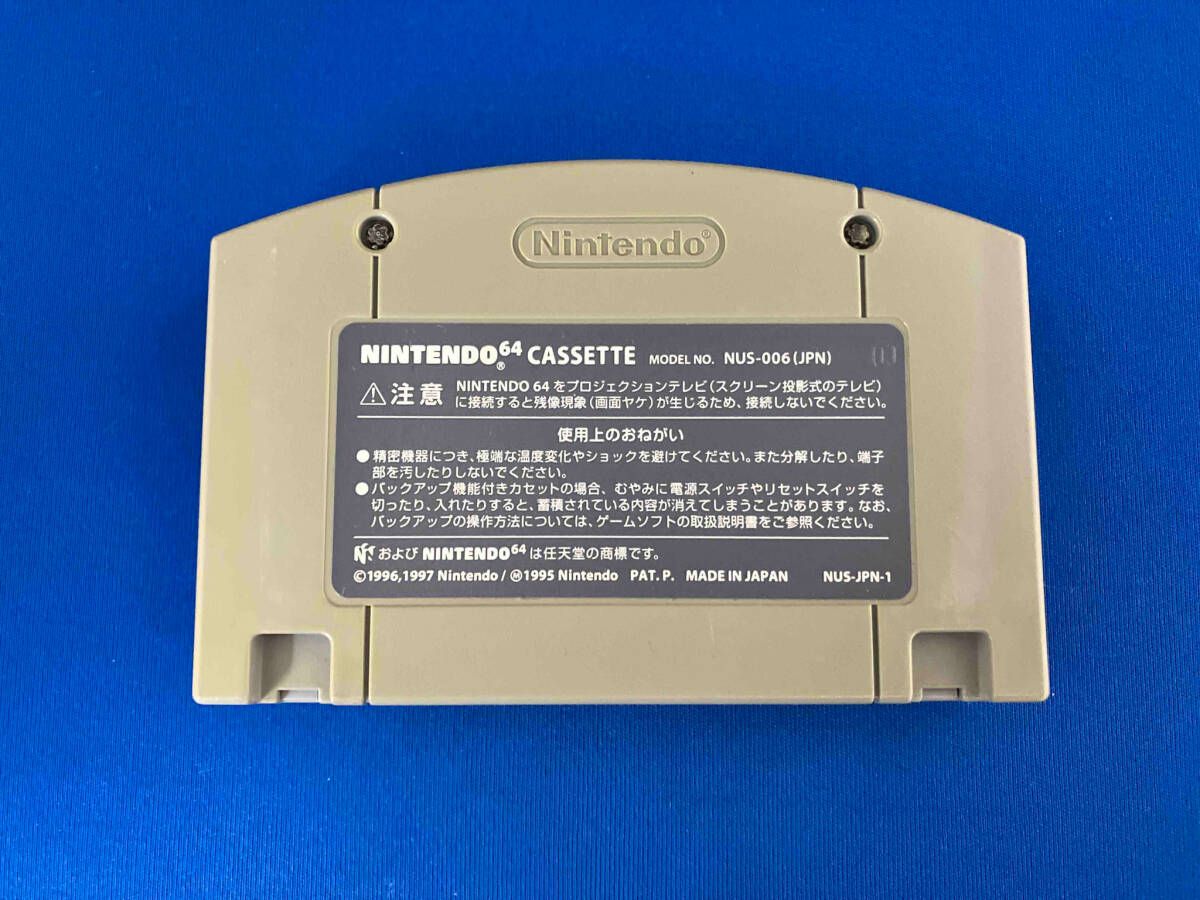 Nintendo®
NINTENDO64® CASSETTE MODEL NO. NUS-006(JPN)
⚠注意 NINTENDO 64をプロジェクションテレビ(スクリーン投影式のテレビ)
に接続すると残像現象(画面ヤケ)が生じるため、接続しないでください。
使用上のおねがい
●精密機器につき、極端な温度変化やショックを避けてください。また分解したり、端子
部を汚したりしないでください。
●バックアップ機能付きカセットの場合、むやみに電源スイッチやリセットスイッチを
切ったり、入れたりすると、蓄積されている内容が消えてしまうことがあります。なお、
バックアップの操作方法については、ゲームソフトの取扱説明書をご参照ください。
および NINTENDO64 は任天堂の商標です。
©1996,1997 Nintendo/Ⓜ1995 Nintendo PAT. P. MADE IN JAPAN NUS-JPN-1